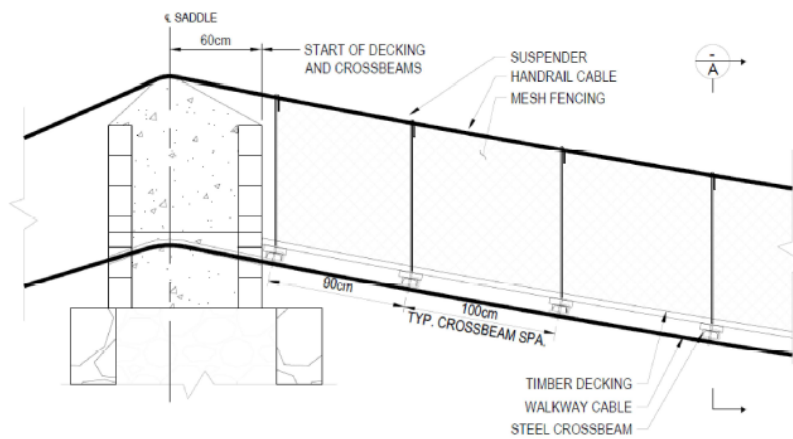 ℄ SADDLE
60cm
START OF DECKING
AND CROSSBEAMS
SUSPENDER
HANDRAIL CABLE
MESH FENCING
-
A
90cm
100cm
TYP. CROSSBEAM SPA.
TIMBER DECKING
WALKWAY CABLE
STEEL CROSSBEAM